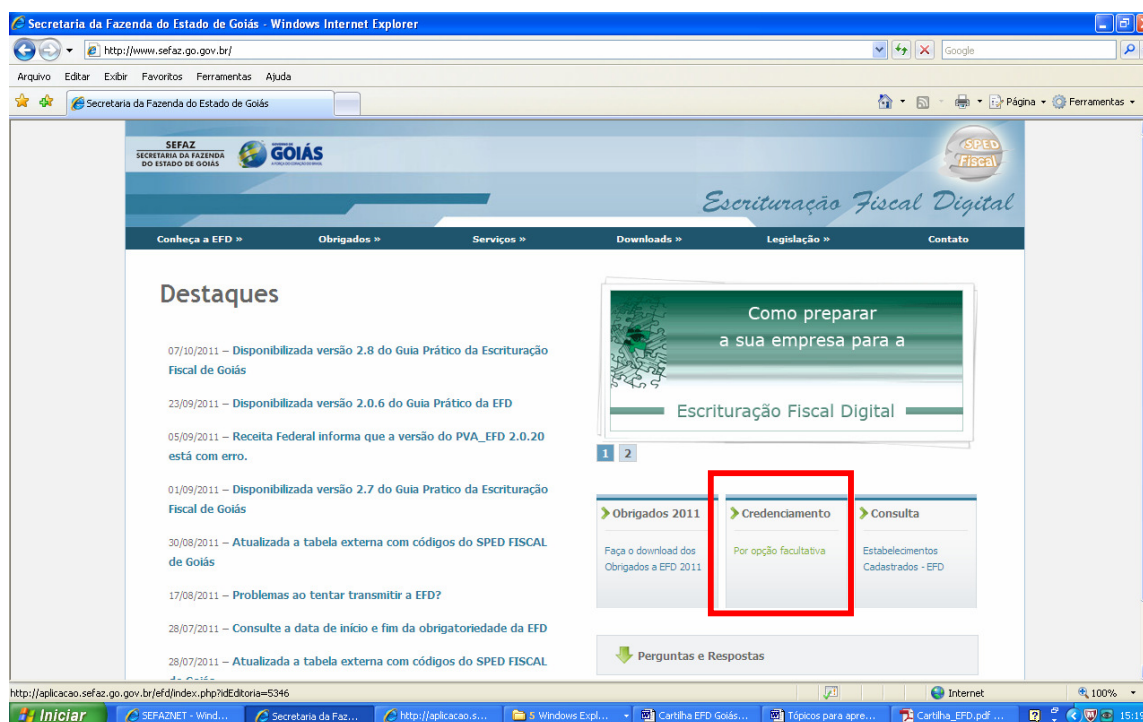 Secretaria da Fazenda do Estado de Goiás - Windows Internet Explorer
http://www.sefaz.go.gov.br/
Google
Arquivo Editar Exibir Favoritos Ferramentas Ajuda
Secretaria da Fazenda do Estado de Goiás
Página
Ferramentas
SEFAZ
SECRETARIA DA FAZENDA
DO ESTADO DE GOIÁS
GOIÁS
SPED
Fiscal
Escrituração Fiscal Digital
Conheça a EFD » Obrigados » Serviços » Downloads » Legislação » Contato
Destaques
07/10/2011 – Disponibilizada versão 2.8 do Guia Prático da Escrituração
Fiscal de Goiás
23/09/2011 – Disponibilizada versão 2.0.6 do Guia Prático da EFD
05/09/2011 – Receita Federal informa que a versão do PVA_EFD 2.0.20
está com erro.
01/09/2011 – Disponibilizada versão 2.7 do Guia Pratico da Escrituração
Fiscal de Goiás
30/08/2011 – Atualizada a tabela externa com códigos do SPED FISCAL
de Goiás
17/08/2011 – Problemas ao tentar transmitir a EFD?
28/07/2011 – Consulte a data de início e fim da obrigatoriedade da EFD
28/07/2011 – Atualizada a tabela externa com códigos do SPED FISCAL
Como preparar
a sua empresa para a
Escrituração Fiscal Digital
1 2
Obrigados 2011
Faça o download dos
Obrigados a EFD 2011
Credenciamento
Por opção facultativa
Consulta
Estabelecimentos
Cadastrados - EFD
Perguntas e Respostas
http://aplicacao.sefaz.go.gov.br/efd/index.php?idEditoria=5346
Internet
100%
Iniciar
SEFAZNET - Wind...
Secretaria da Faz...
http://aplicacao.s...
5 Windows Expl...
Cartilha EFD Goiás...
Tópicos para apre...
Cartilha_EFD.pdf ...